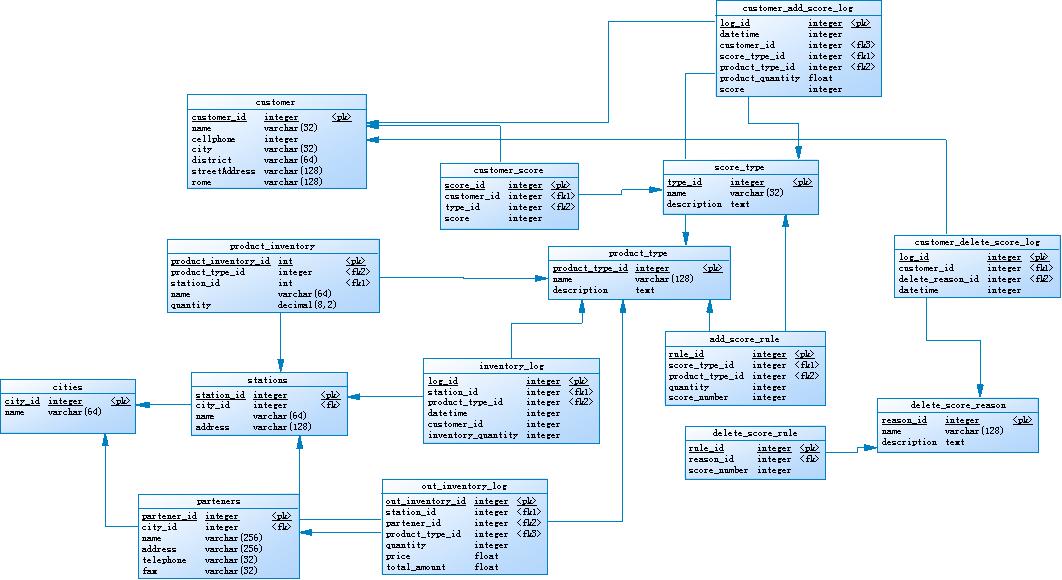 customer_add_score_log
log_id integer <pk>
datetime integer
customer_id integer <fk3>
score_type_id integer <fk1>
product_type_id integer <fk2>
product_quantity float
score integer
customer
customer_id integer <pk>
name varchar(32)
cellphone integer
city varchar(32)
district varchar(64)
streetAddress varchar(128)
rome varchar(128)
customer_score
score_id integer <pk>
customer_id integer <fk1>
type_id integer <fk2>
score integer
score_type
type_id integer <pk>
name varchar(32)
description text
product_inventory
product_inventory_id int <pk>
product_type_id integer <fk2>
station_id int <fk1>
name varchar(64)
quantity decimal(8,2)
product_type
product_type_id integer <pk>
name varchar(128)
description text
customer_delete_score_log
log_id integer <pk>
customer_id integer <fk1>
delete_reason_id integer <fk2>
datetime integer
add_score_rule
rule_id integer <pk>
score_type_id integer <fk1>
product_type_id integer <fk2>
quantity integer
score_number integer
inventory_log
log_id integer <pk>
station_id integer <fk1>
product_type_id integer <fk2>
datetime integer
customer_id integer
inventory_quantity integer
cities
city_id integer <pk>
name varchar(64)
stations
station_id integer <pk>
city_id integer <fk>
name varchar(64)
address varchar(128)
delete_score_reason
reason_id integer <pk>
name varchar(128)
description text
delete_score_rule
rule_id integer <pk>
reason_id integer <fk>
score_number integer
parteners
partener_id integer <pk>
city_id integer <fk>
name varchar(256)
address varchar(256)
telephone varchar(32)
fax varchar(32)
out_inventory_log
out_inventory_id integer <pk>
station_id integer <fk1>
partener_id integer <fk2>
product_type_id integer <fk3>
quantity integer
price float
total_amount float